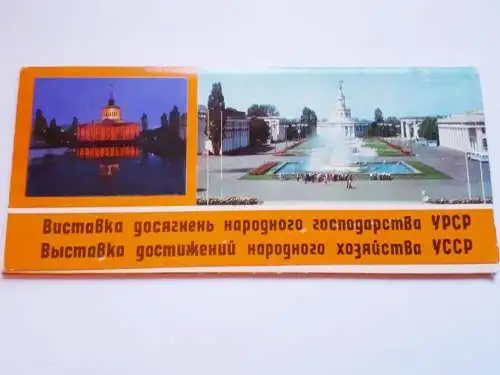 Виставка досягнень народного господарства УРСР
Выставка достижений народного хозяйства УССР